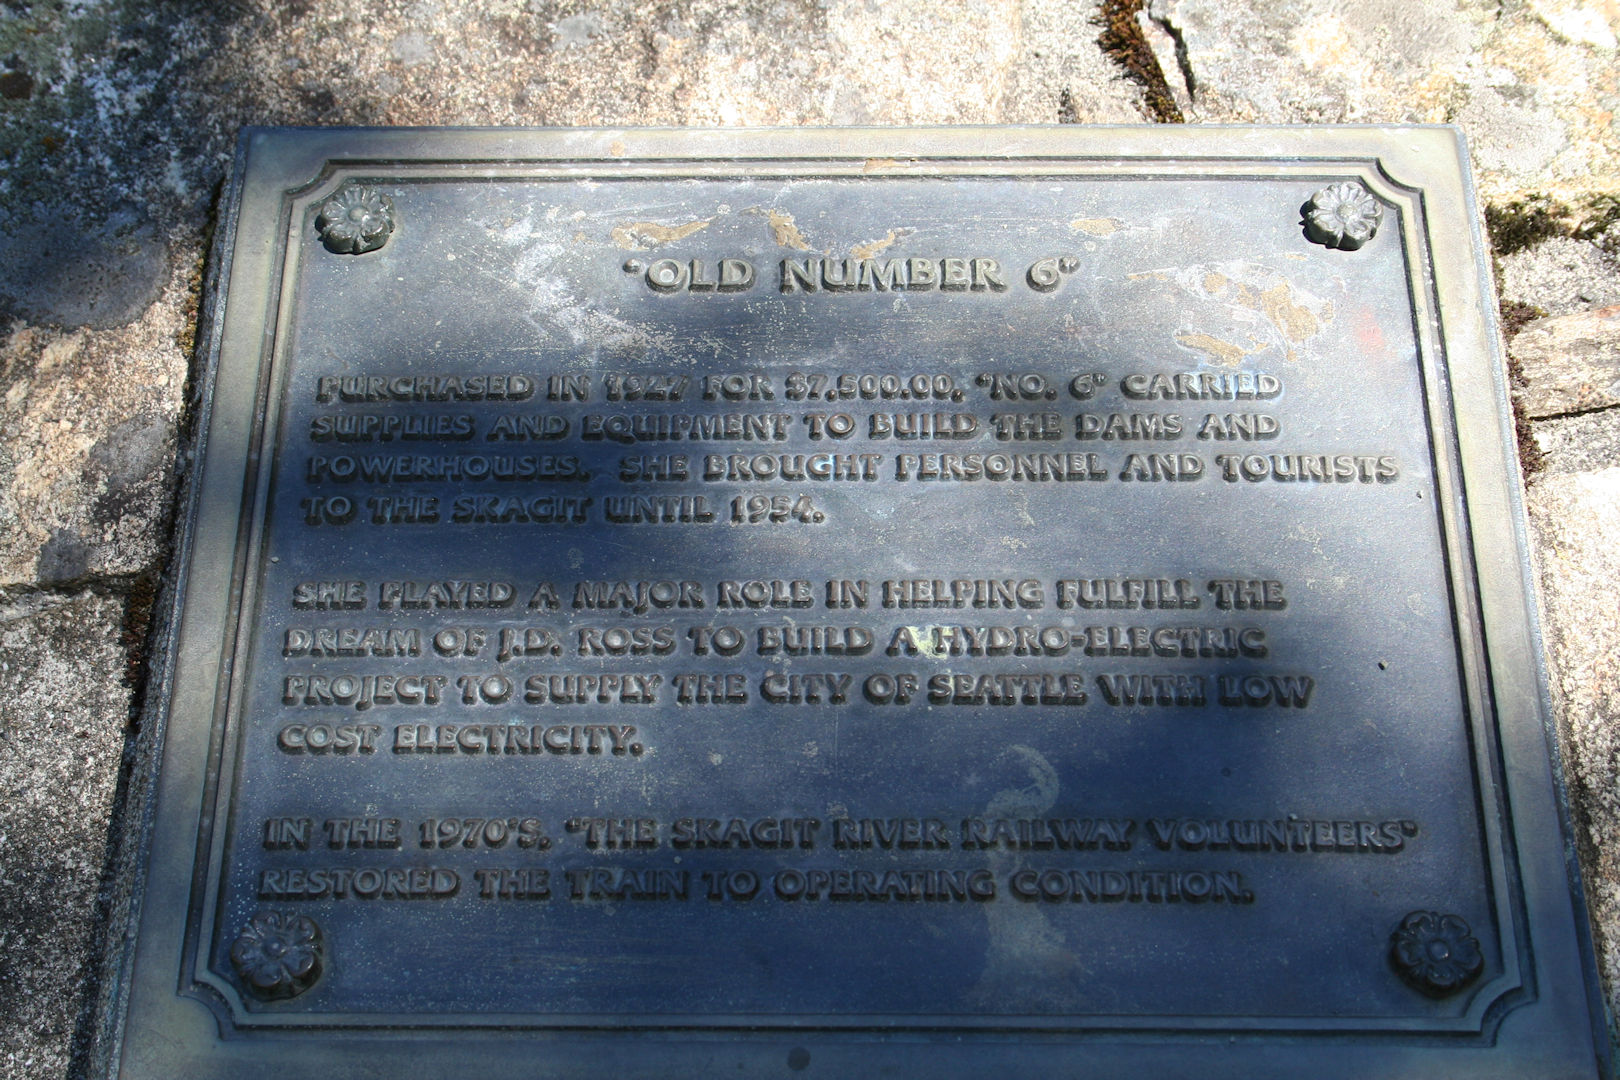 "OLD NUMBER 6"
PURCHASED IN 1927 FOR $7,500.00, "NO. 6" CARRIED
SUPPLIES AND EQUIPMENT TO BUILD THE DAMS AND
POWERHOUSES. SHE BROUGHT PERSONNEL AND TOURISTS
TO THE SKAGIT UNTIL 1954.
SHE PLAYED A MAJOR ROLE IN HELPING FULFILL THE
DREAM OF J.D. ROSS TO BUILD A HYDRO-ELECTRIC
PROJECT TO SUPPLY THE CITY OF SEATTLE WITH LOW
COST ELECTRICITY.
IN THE 1970'S, "THE SKAGIT RIVER RAILWAY VOLUNTEERS"
RESTORED THE TRAIN TO OPERATING CONDITION.